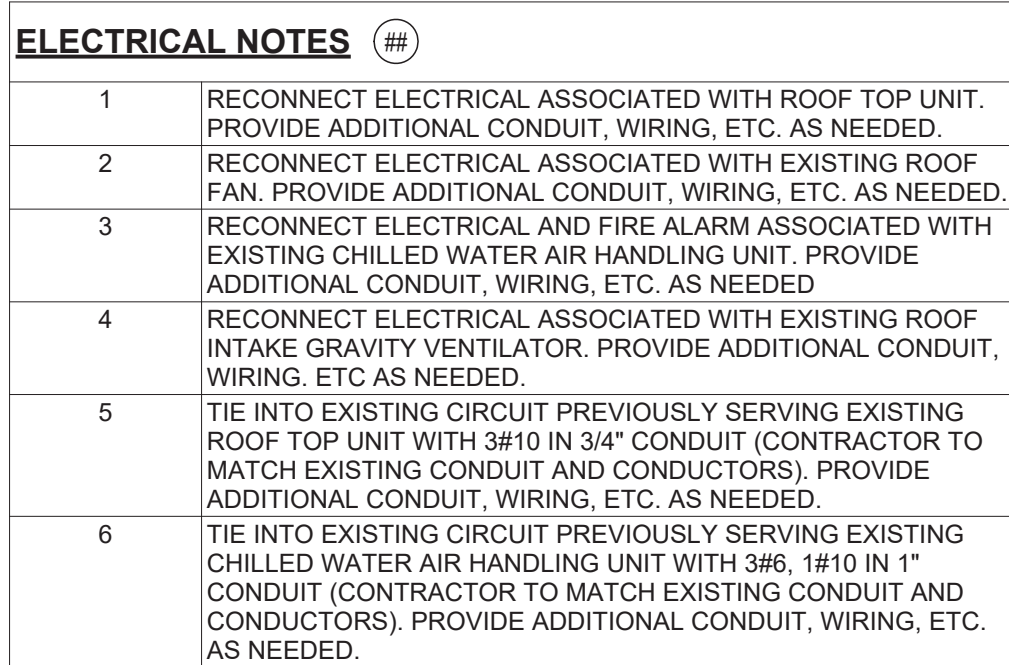 ELECTRICAL NOTES ##
1 RECONNECT ELECTRICAL ASSOCIATED WITH ROOF TOP UNIT.
PROVIDE ADDITIONAL CONDUIT, WIRING, ETC. AS NEEDED.
2 RECONNECT ELECTRICAL ASSOCIATED WITH EXISTING ROOF
FAN. PROVIDE ADDITIONAL CONDUIT, WIRING, ETC. AS NEEDED.
3 RECONNECT ELECTRICAL AND FIRE ALARM ASSOCIATED WITH
EXISTING CHILLED WATER AIR HANDLING UNIT. PROVIDE
ADDITIONAL CONDUIT, WIRING, ETC. AS NEEDED
4 RECONNECT ELECTRICAL ASSOCIATED WITH EXISTING ROOF
INTAKE GRAVITY VENTILATOR. PROVIDE ADDITIONAL CONDUIT,
WIRING. ETC AS NEEDED.
5 TIE INTO EXISTING CIRCUIT PREVIOUSLY SERVING EXISTING
ROOF TOP UNIT WITH 3#10 IN 3/4" CONDUIT (CONTRACTOR TO
MATCH EXISTING CONDUIT AND CONDUCTORS). PROVIDE
ADDITIONAL CONDUIT, WIRING, ETC. AS NEEDED.
6 TIE INTO EXISTING CIRCUIT PREVIOUSLY SERVING EXISTING
CHILLED WATER AIR HANDLING UNIT WITH 3#6, 1#10 IN 1"
CONDUIT (CONTRACTOR TO MATCH EXISTING CONDUIT AND
CONDUCTORS). PROVIDE ADDITIONAL CONDUIT, WIRING, ETC.
AS NEEDED.